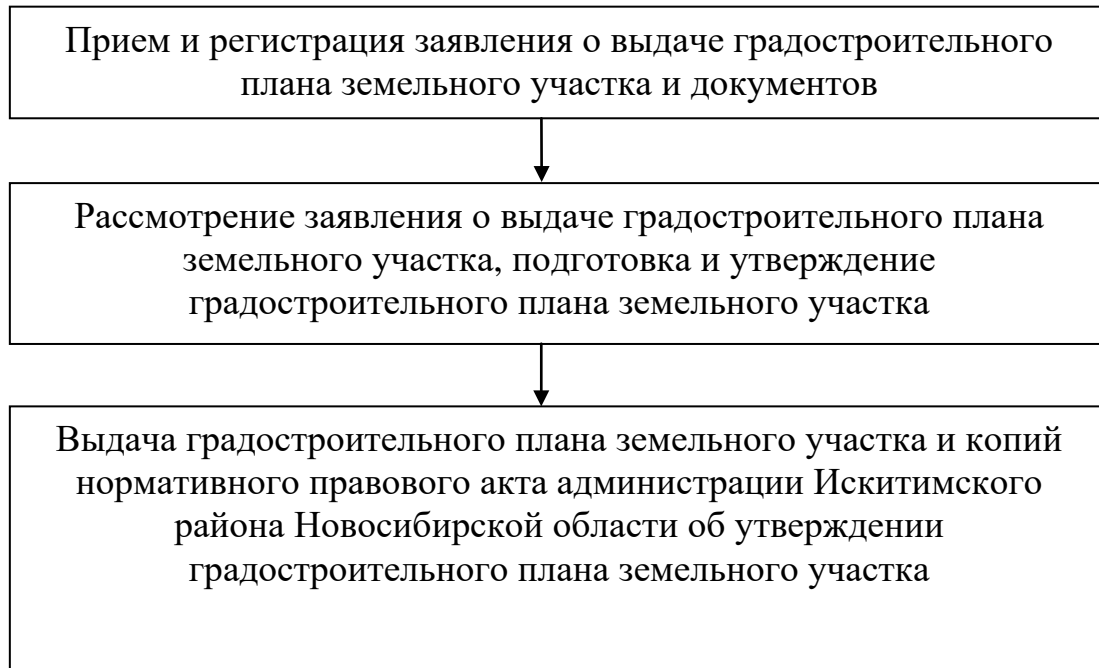 Прием и регистрация заявления о выдаче градостроительного
плана земельного участка и документов
Рассмотрение заявления о выдаче градостроительного плана
земельного участка, подготовка и утверждение
градостроительного плана земельного участка
Выдача градостроительного плана земельного участка и копий
нормативного правового акта администрации Искитимского
района Новосибирской области об утверждении
градостроительного плана земельного участка